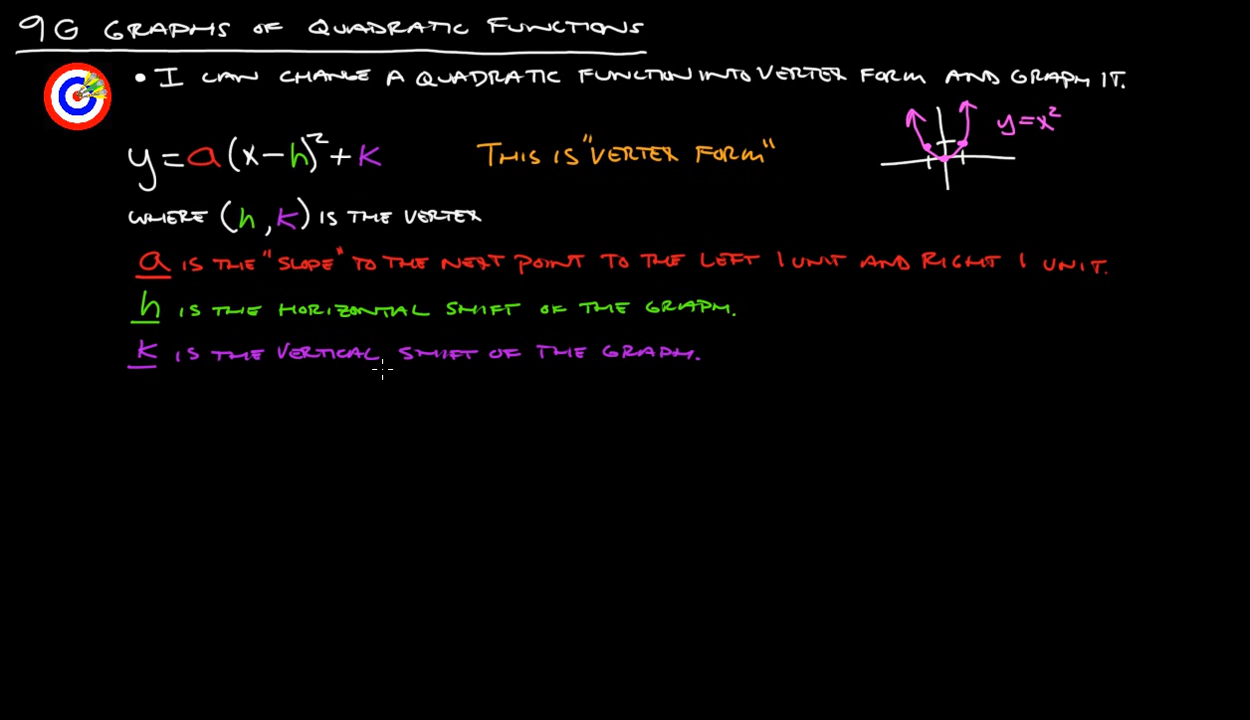 9G GRAPHS OF QUADRATIC FUNCTIONS
• I CAN CHANGE A QUADRATIC FUNCTION INTO VERTEX FORM AND GRAPH IT.
y = x²
y = a(x - h)² + k THIS IS "VERTEX FORM"
WHERE (h, k) IS THE VERTEX
a IS THE "SLOPE" TO THE NEXT POINT TO THE LEFT 1 UNIT AND RIGHT 1 UNIT.
h IS THE HORIZONTAL SHIFT OF THE GRAPH.
k IS THE VERTICAL SHIFT OF THE GRAPH.